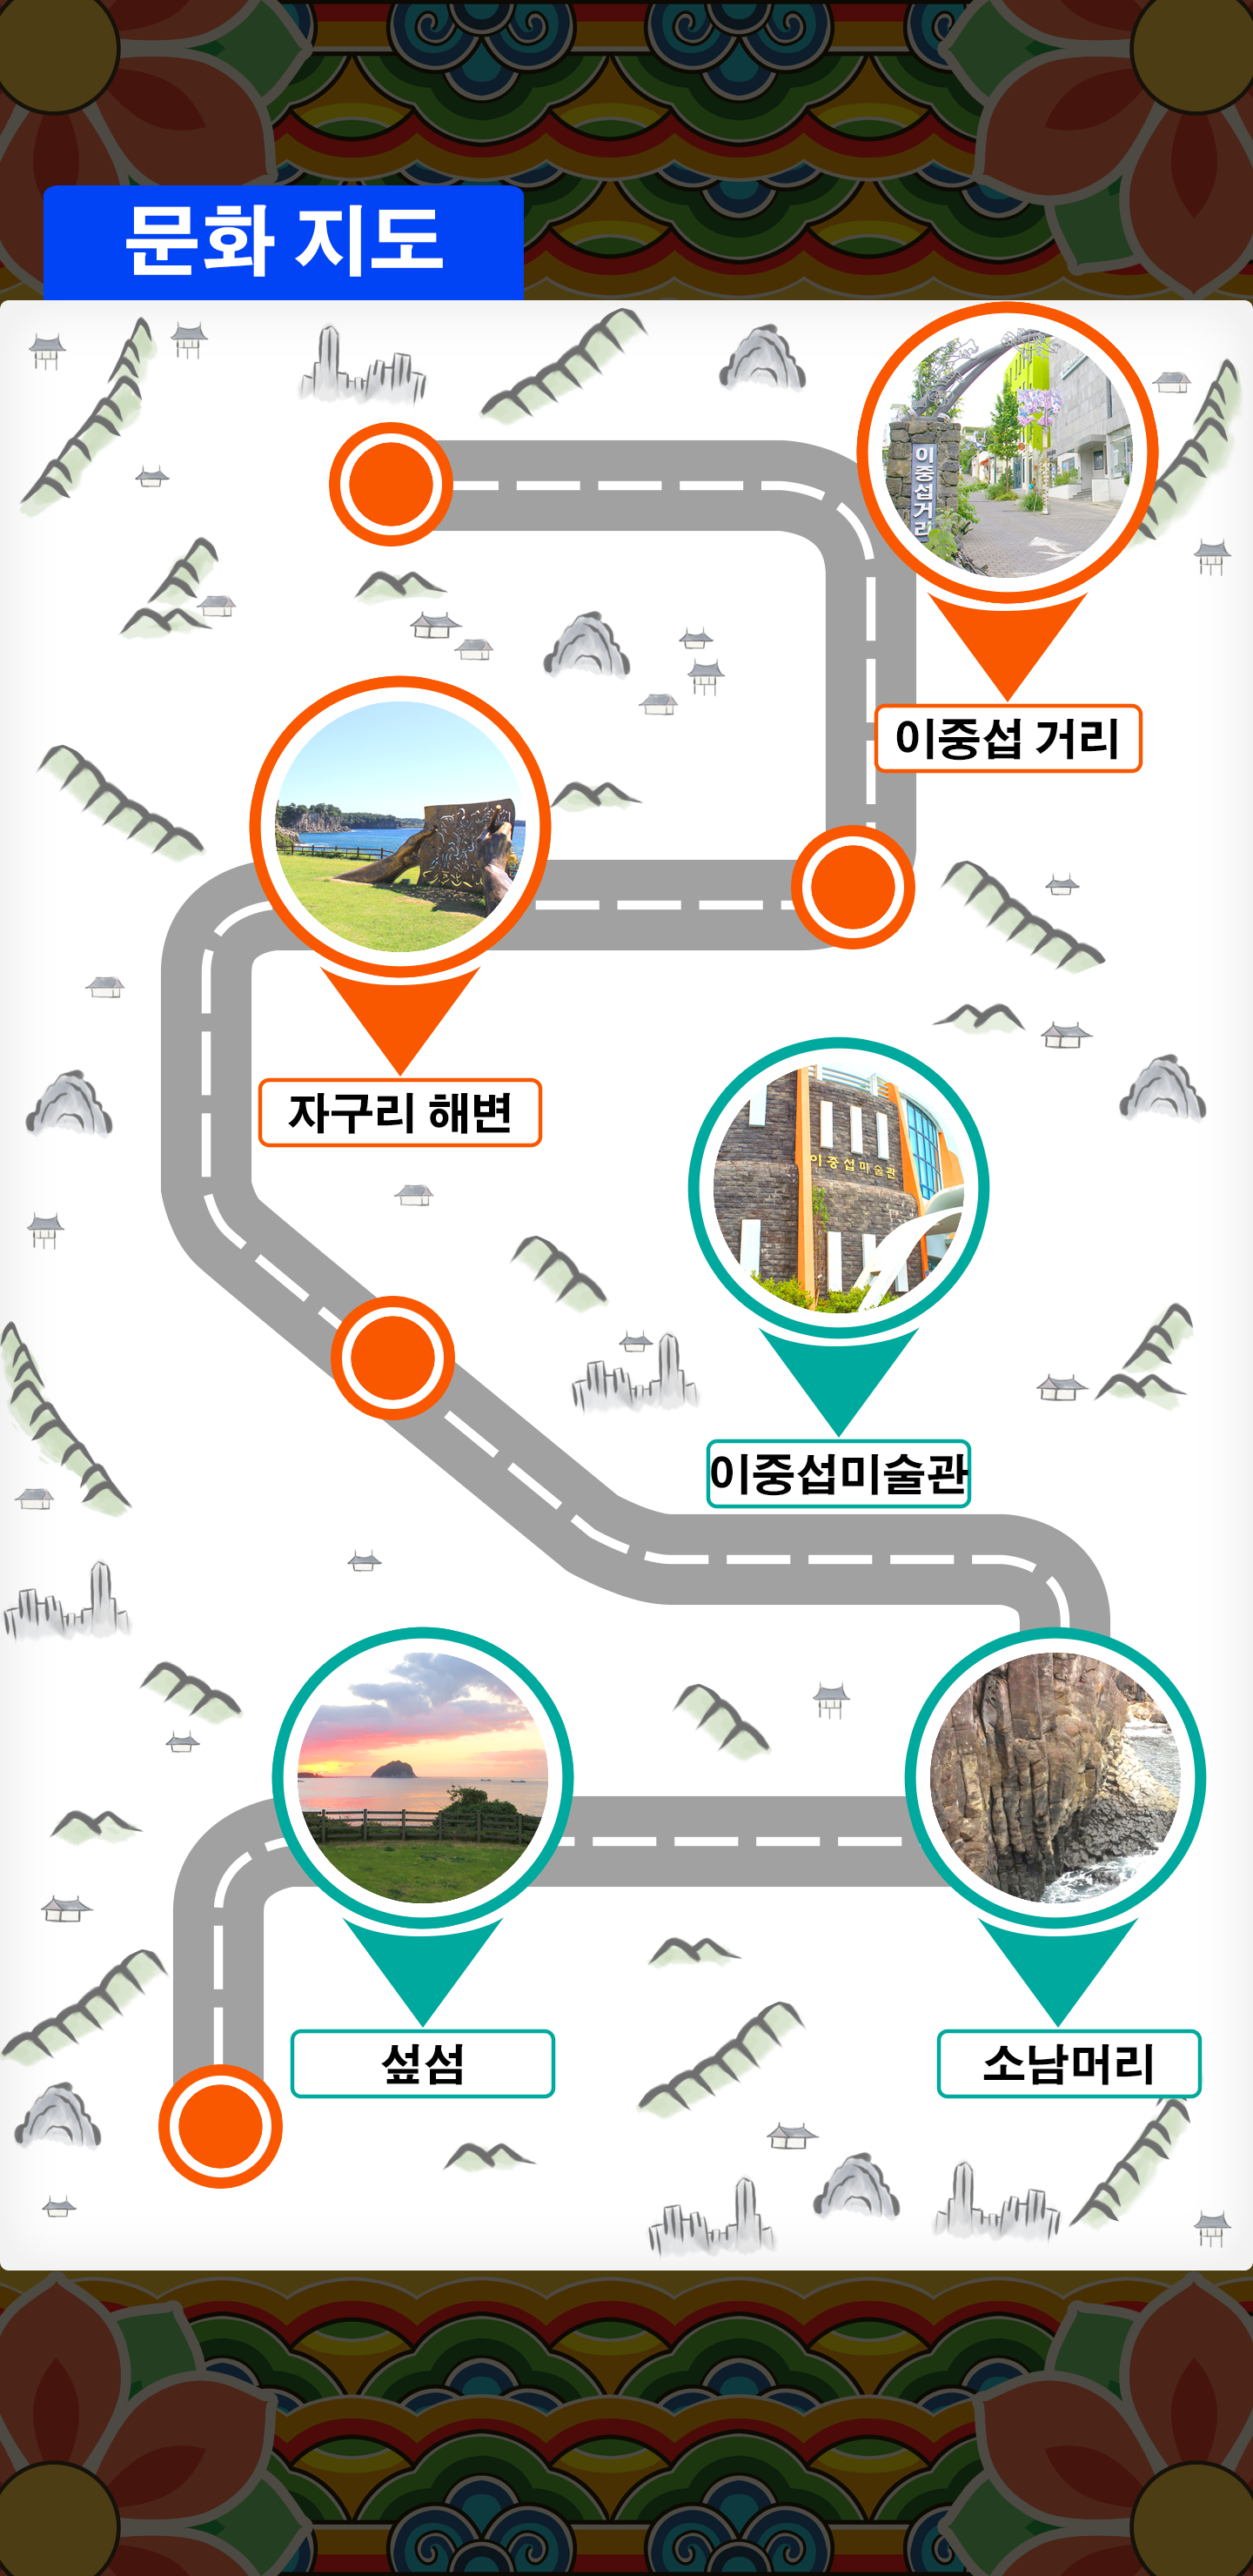 문화 지도
이중섭거리
이중섭 거리
자구리 해변
이중섭미술관
이중섭미술관
섶섬
소남머리